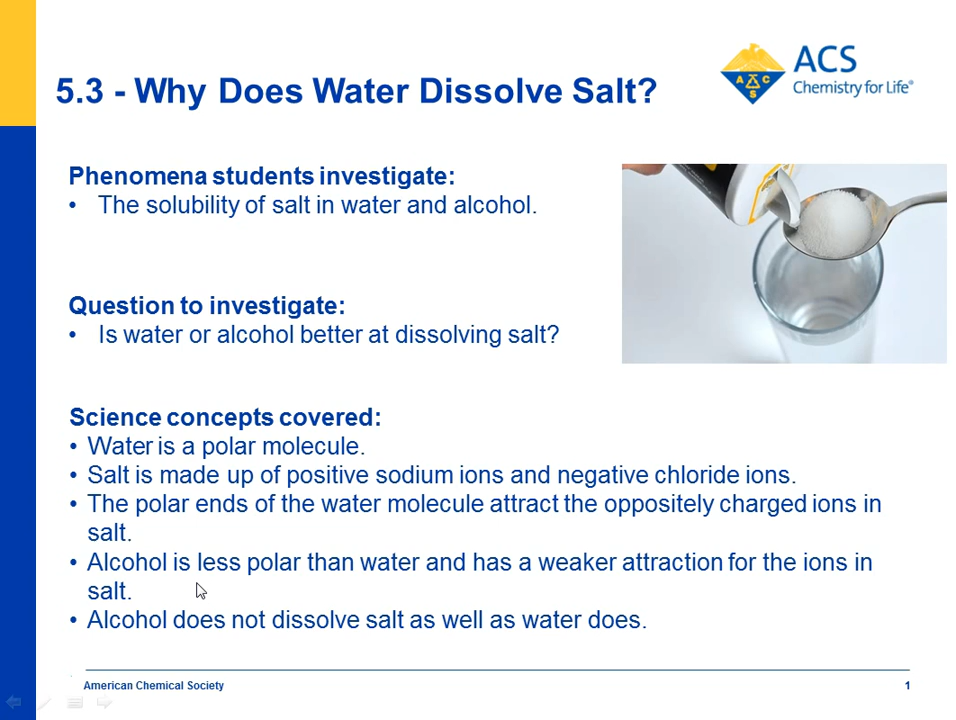 5.3 - Why Does Water Dissolve Salt?
A C C S
ACS
Chemistry for Life®
Phenomena students investigate:
• The solubility of salt in water and alcohol.
Question to investigate:
• Is water or alcohol better at dissolving salt?
Science concepts covered:
• Water is a polar molecule.
• Salt is made up of positive sodium ions and negative chloride ions.
• The polar ends of the water molecule attract the oppositely charged ions in
salt.
• Alcohol is less polar than water and has a weaker attraction for the ions in
salt.
• Alcohol does not dissolve salt as well as water does.
American Chemical Society
1